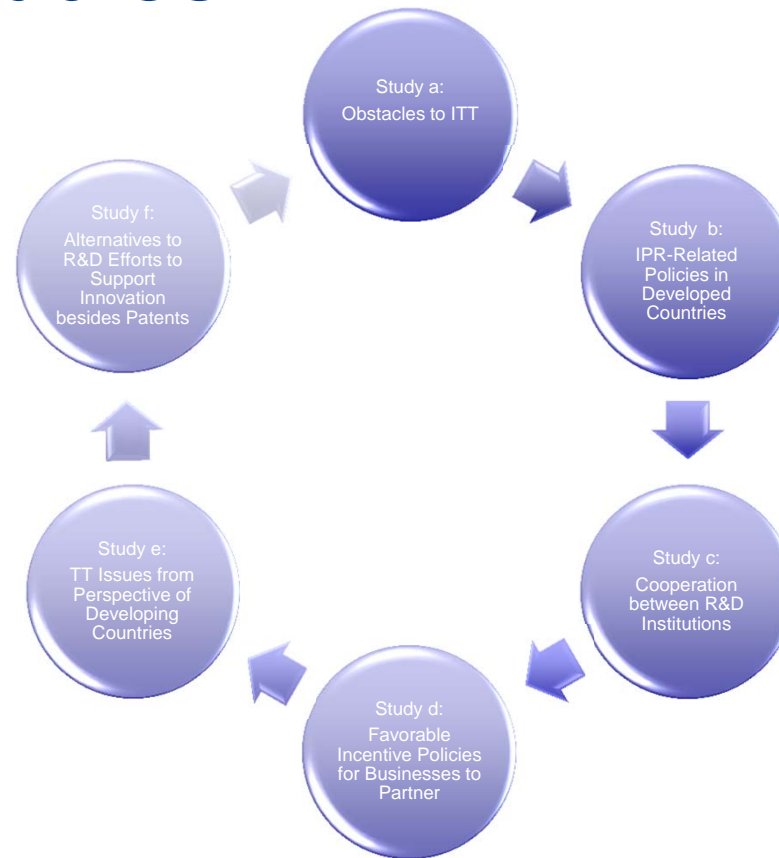 Study a:
Obstacles to ITT
Study b:
IPR-Related
Policies in
Developed
Countries
Study c:
Cooperation
between R&D
Institutions
Study d:
Favorable
Incentive Policies
for Businesses to
Partner
Study e:
TT Issues from
Perspective of
Developing
Countries
Study f:
Alternatives to
R&D Efforts to
Support
Innovation
besides Patents